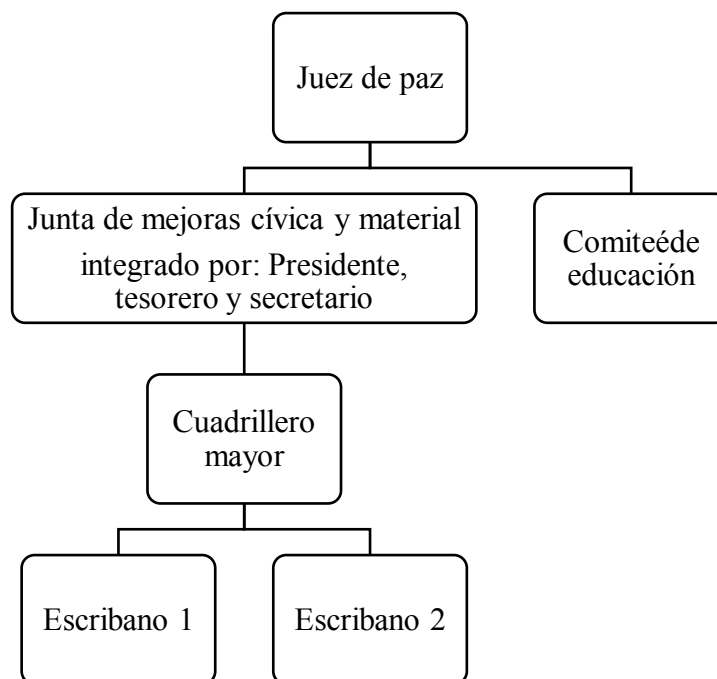 Juez de paz
Junta de mejoras cívica y material
integrado por: Presidente,
tesorero y secretario
Comiteéde
educación
Cuadrillero
mayor
Escribano 1
Escribano 2